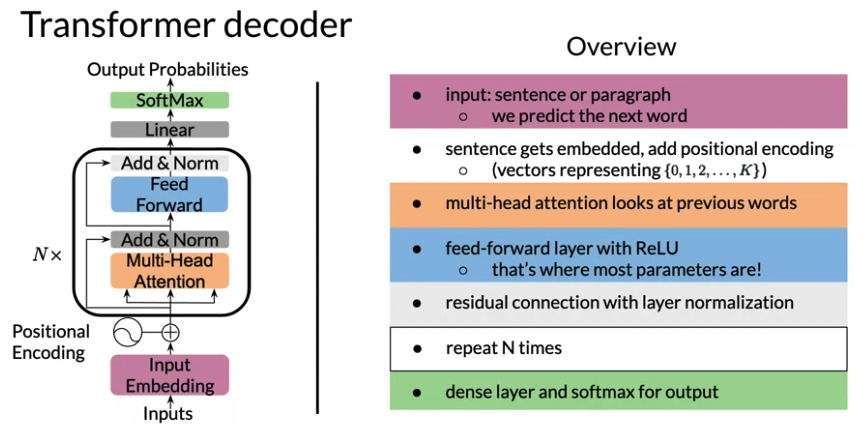 Transformer decoder
Output Probabilities
SoftMax
Linear
Add & Norm
Feed
Forward
Add & Norm
Multi-Head
Attention
N×
Positional
Encoding
Input
Embedding
Inputs
Overview
● input: sentence or paragraph
○ we predict the next word
● sentence gets embedded, add positional encoding
○ (vectors representing {0, 1, 2, . . . , K})
● multi-head attention looks at previous words
● feed-forward layer with ReLU
○ that's where most parameters are!
● residual connection with layer normalization
● repeat N times
● dense layer and softmax for output